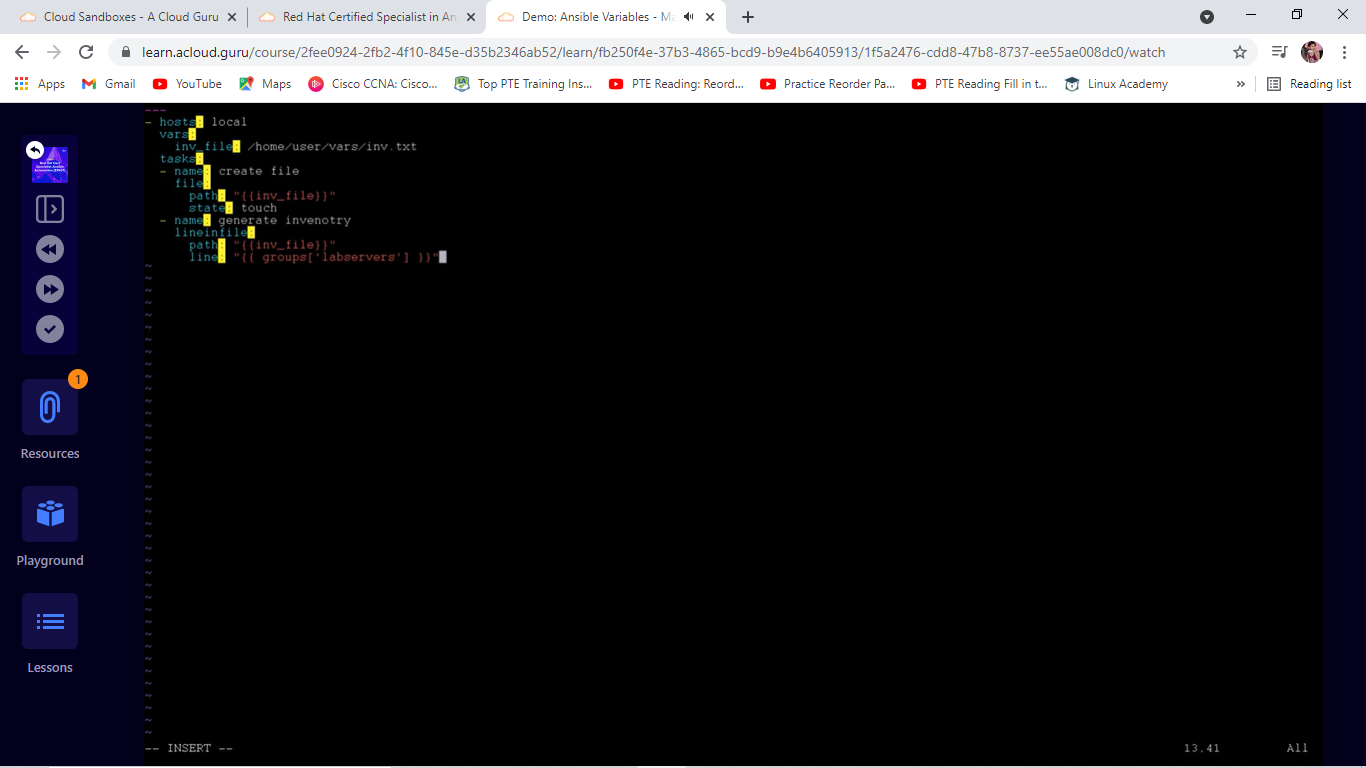 Cloud Sandboxes - A Cloud Guru
Red Hat Certified Specialist in An
Demo: Ansible Variables - Ma
learn.acloud.guru/course/2fee0924-2fb2-4f10-845e-d35b2346ab52/learn/fb250f4e-37b3-4865-bcd9-b9e4b6405913/1f5a2476-cdd8-47b8-8737-ee55ae008dc0/watch
Apps
Gmail
YouTube
Maps
Cisco CCNA: Cisco...
Top PTE Training Ins...
PTE Reading: Reord...
Practice Reorder Pa...
PTE Reading Fill in t...
Linux Academy
»
Reading list
---
- hosts: local
vars:
inv_file: /home/user/vars/inv.txt
tasks:
- name: create file
file:
path: "{{inv_file}}"
state: touch
- name: generate invenotry
lineinfile:
path: "{{inv_file}}"
line: "{{ groups['labservers'] }}"
1
Resources
Playground
Lessons
-- INSERT --
13,41
All